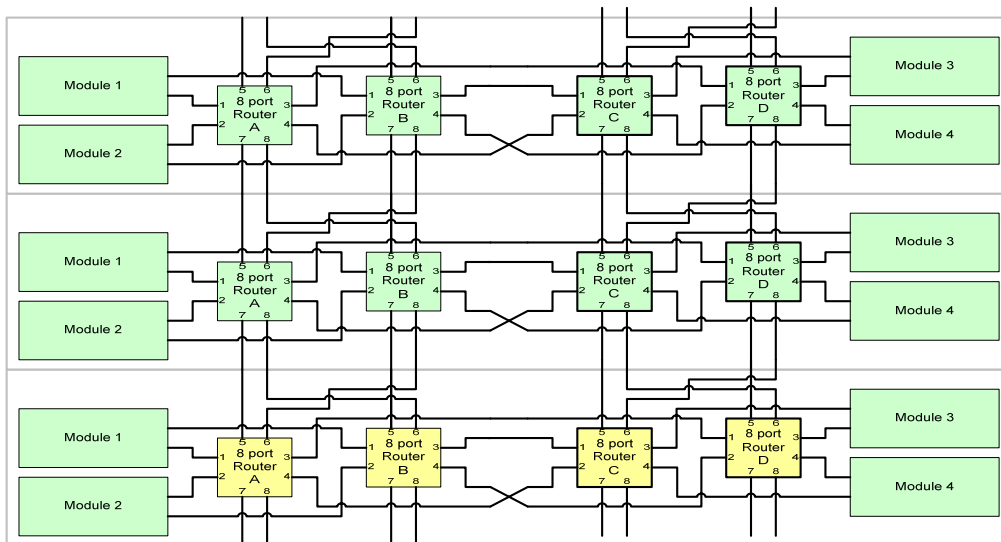 Module 1
Module 2
5 6
8 port
1 Router 3
2 A 4
7 8
5 6
8 port
1 Router 3
2 B 4
7 8
5 6
8 port
1 Router 3
2 C 4
7 8
5 6
8 port
1 Router 3
2 D 4
7 8
Module 3
Module 4
Module 1
Module 2
5 6
8 port
1 Router 3
2 A 4
7 8
5 6
8 port
1 Router 3
2 B 4
7 8
5 6
8 port
1 Router 3
2 C 4
7 8
5 6
8 port
1 Router 3
2 D 4
7 8
Module 3
Module 4
Module 1
Module 2
5 6
8 port
1 Router 3
2 A 4
7 8
5 6
8 port
1 Router 3
2 B 4
7 8
5 6
8 port
1 Router 3
2 C 4
7 8
5 6
8 port
1 Router 3
2 D 4
7 8
Module 3
Module 4